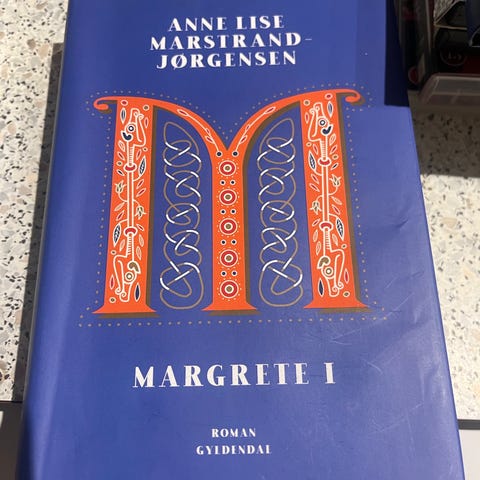 ANNE LISE
MARSTRAND-
JØRGENSEN
M
MARGRETE I
ROMAN
GYLDENDAL